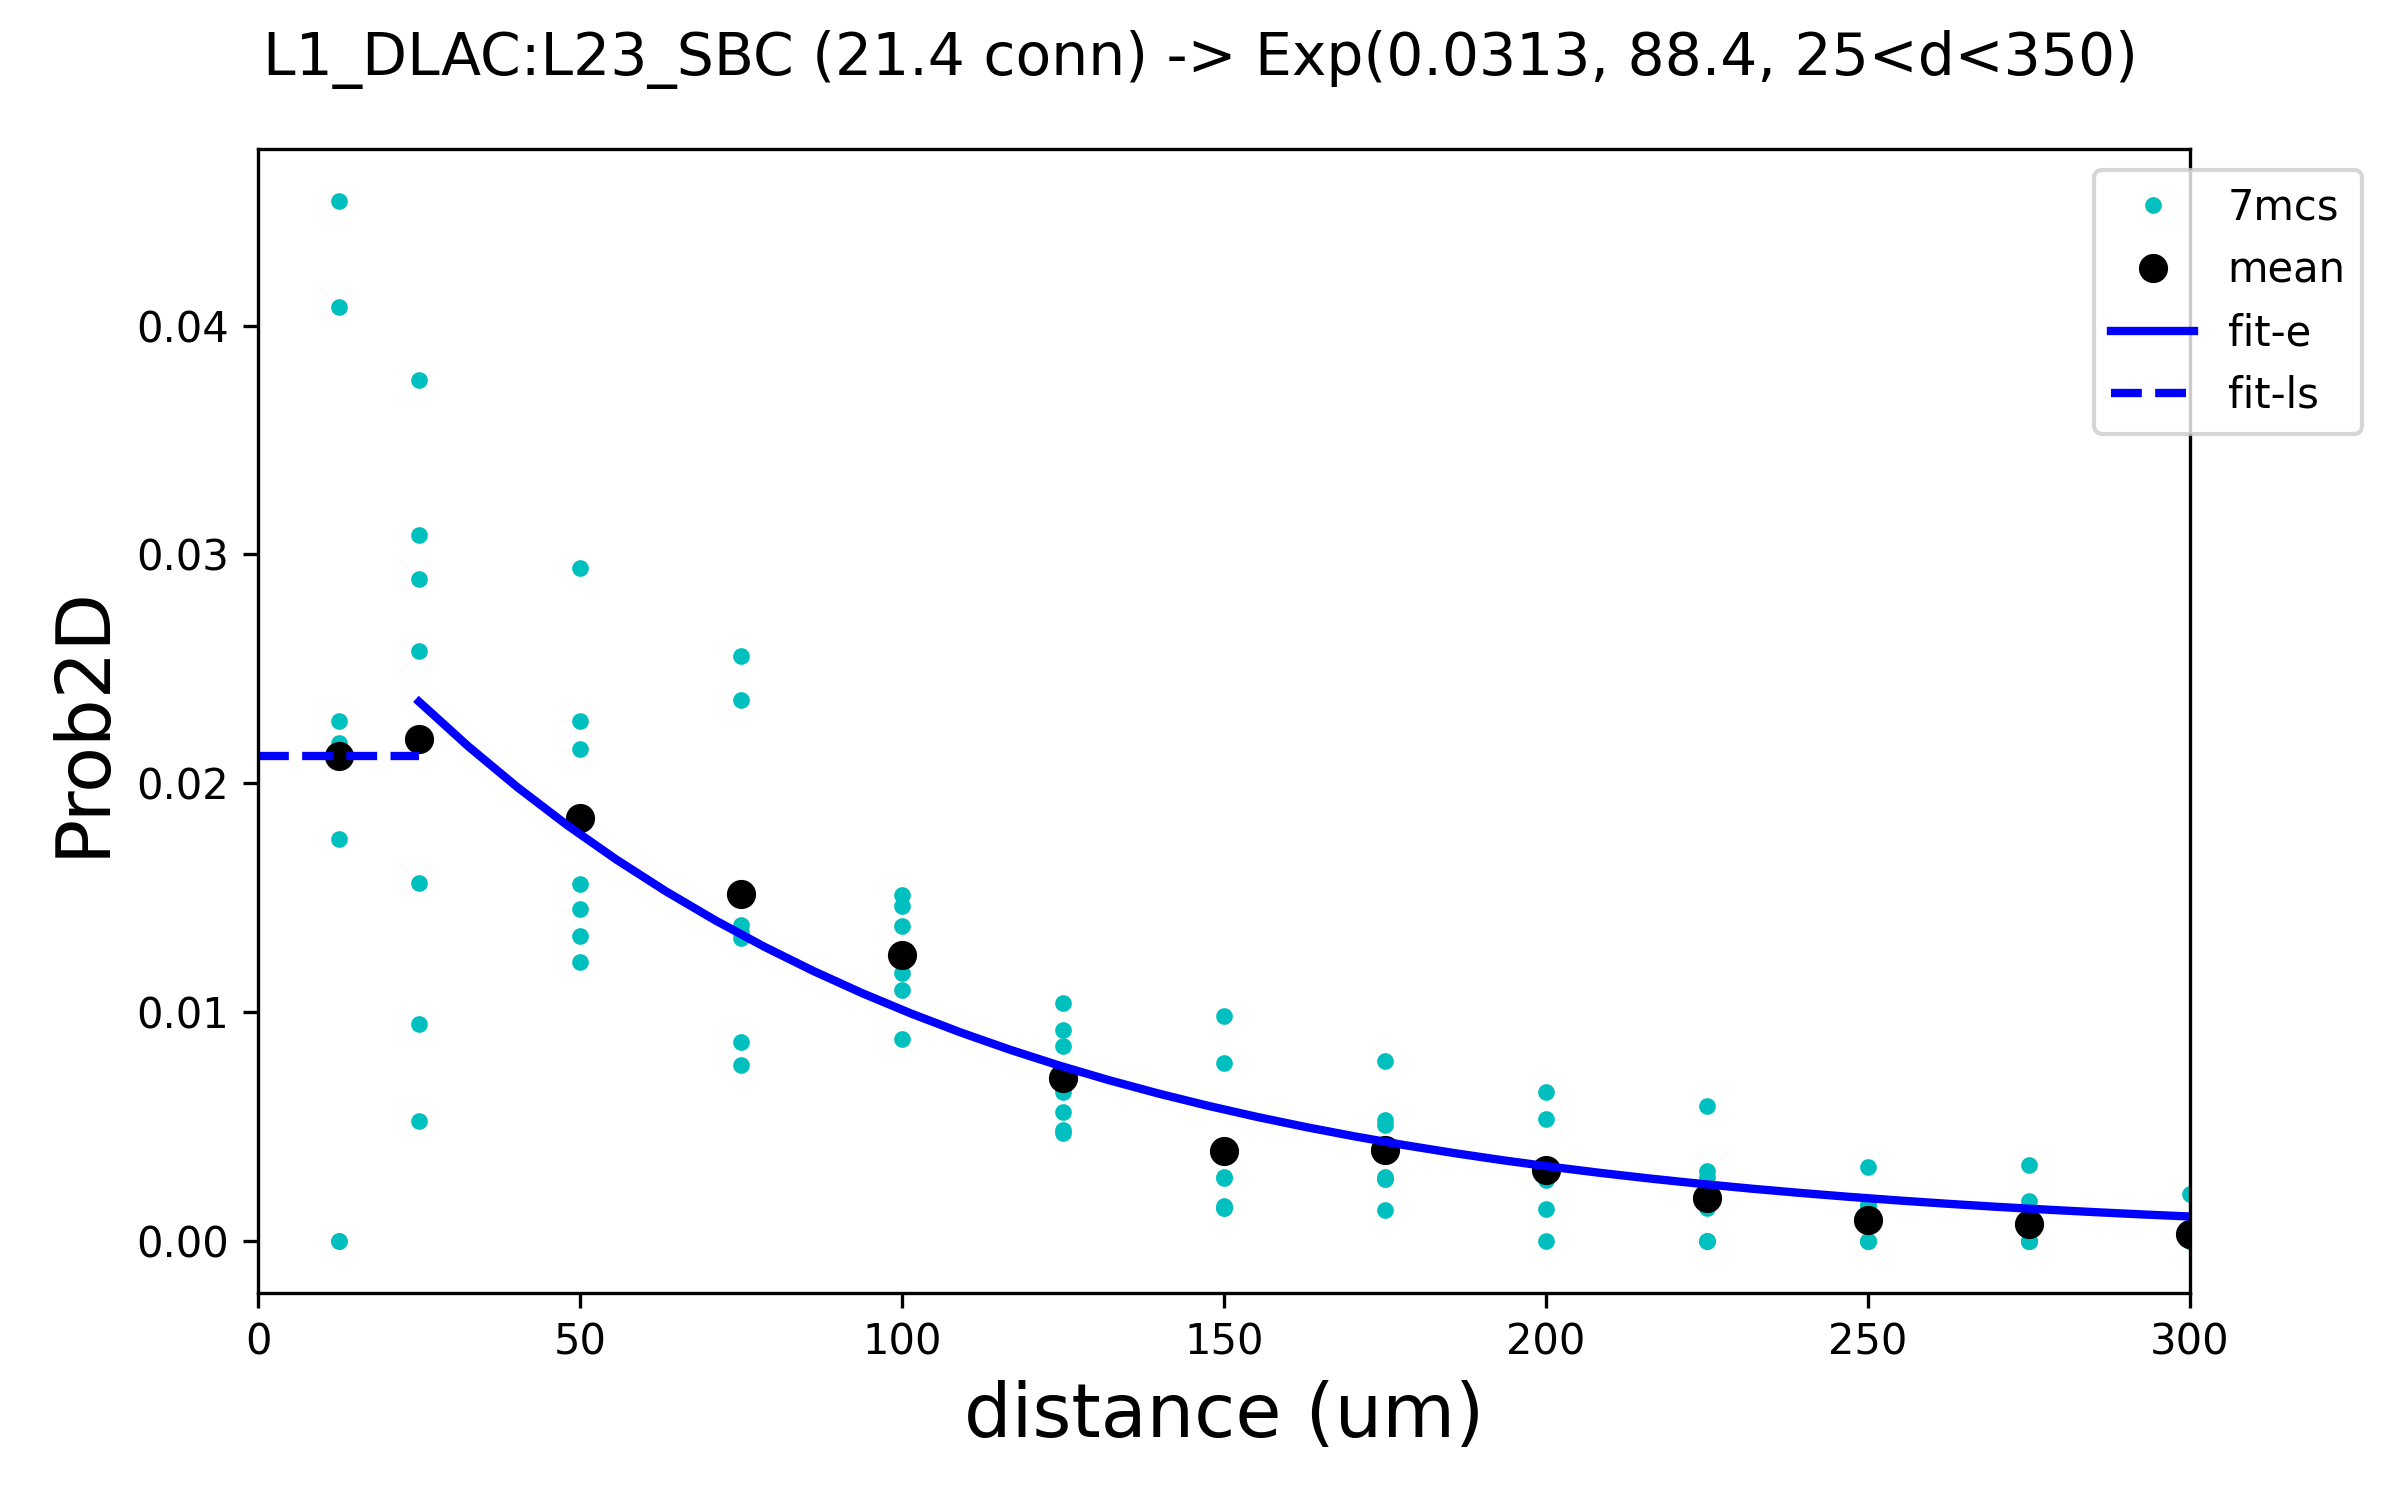 L1_DLAC:L23_SBC (21.4 conn) -> Exp(0.0313, 88.4, 25<d<350)
7mcs
mean
fit-e
fit-ls
Prob2D
0.04
0.03
0.02
0.01
0.00
0 50 100 150 200 250 300
distance (um)